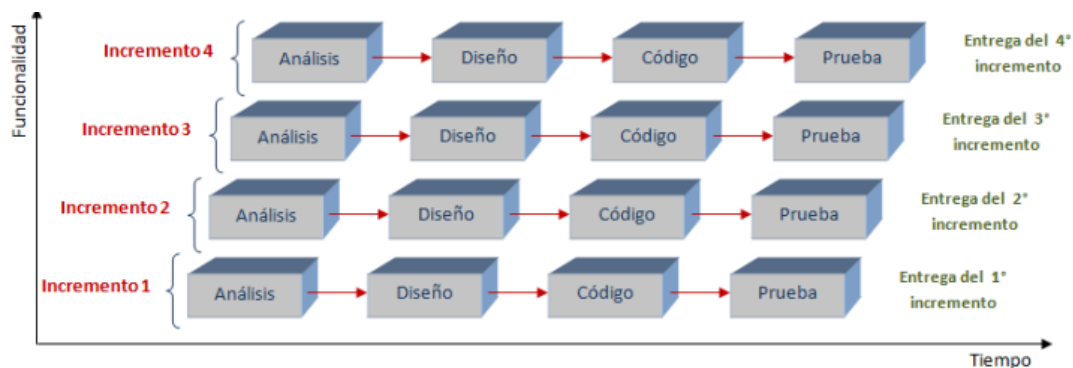 Funcionalidad
Incremento 4
Análisis
Diseño
Código
Prueba
Entrega del 4°
incremento
Incremento 3
Análisis
Diseño
Código
Prueba
Entrega del 3°
incremento
Incremento 2
Análisis
Diseño
Código
Prueba
Entrega del 2°
incremento
Incremento 1
Análisis
Diseño
Código
Prueba
Entrega del 1°
incremento
Tiempo